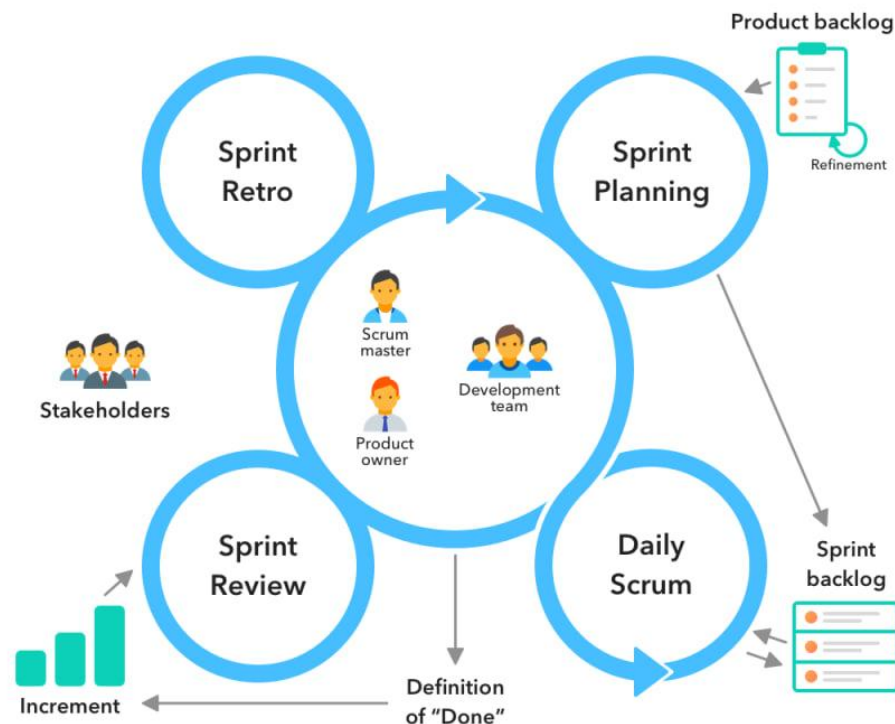 Product backlog
Refinement
Sprint
Retro
Sprint
Planning
Scrum
master
Development
team
Product
owner
Stakeholders
Sprint
Review
Daily
Scrum
Sprint
backlog
Increment
Definition
of “Done”